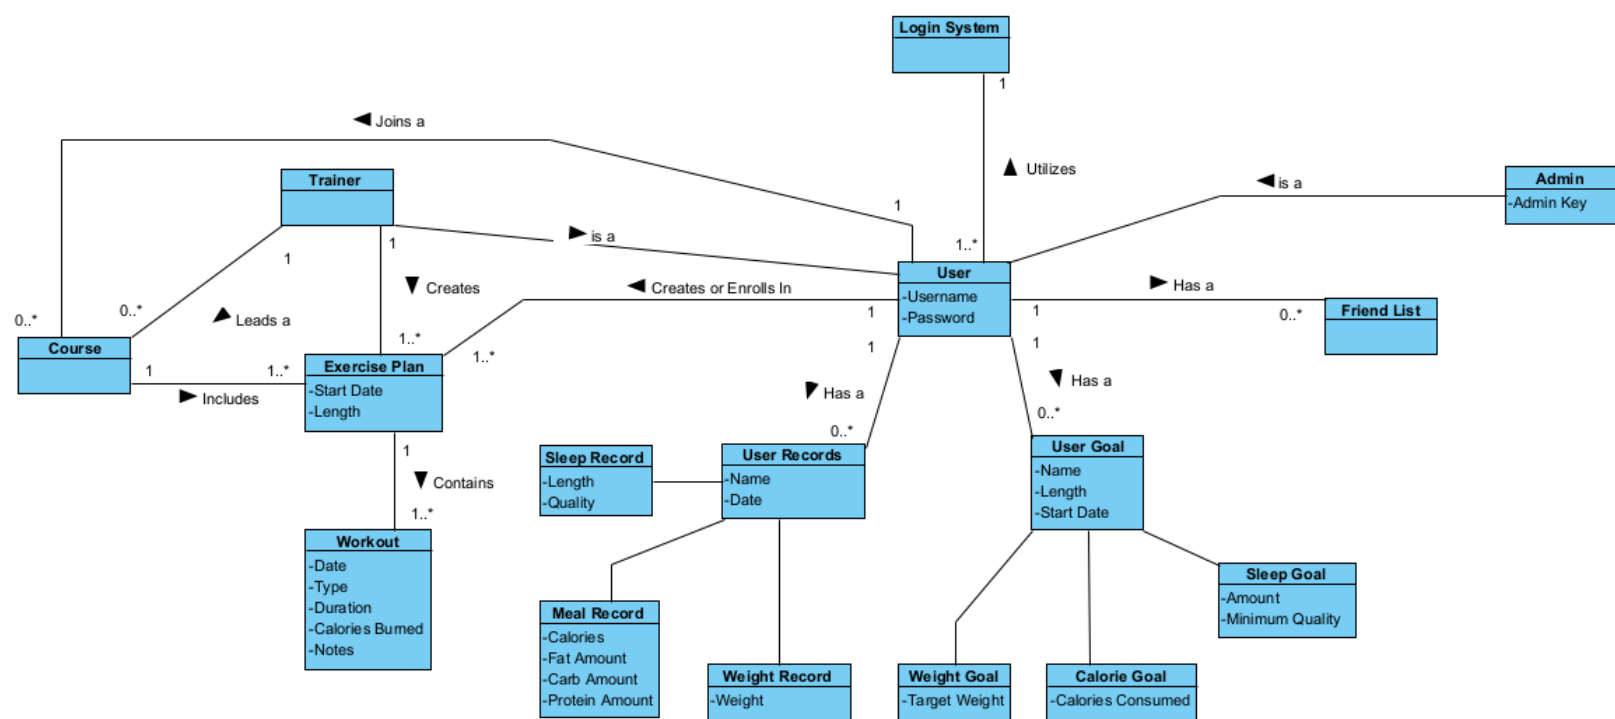 Login System
1
Joins a
Utilizes
Trainer
Admin
-Admin Key
is a
1
1
1
is a
1..*
User
-Username
-Password
Creates
Creates or Enrolls In
Has a
0..*
0..*
Leads a
1
1
0..*
Friend List
Course
1..*
1..*
1
1
Exercise Plan
-Start Date
-Length
1
1..*
Includes
Has a
Has a
0..*
0..*
1
Contains
1..*
Sleep Record
-Length
-Quality
User Records
-Name
-Date
User Goal
-Name
-Length
-Start Date
Workout
-Date
-Type
-Duration
-Calories Burned
-Notes
Sleep Goal
-Amount
-Minimum Quality
Meal Record
-Calories
-Fat Amount
-Carb Amount
-Protein Amount
Weight Record
-Weight
Weight Goal
-Target Weight
Calorie Goal
-Calories Consumed